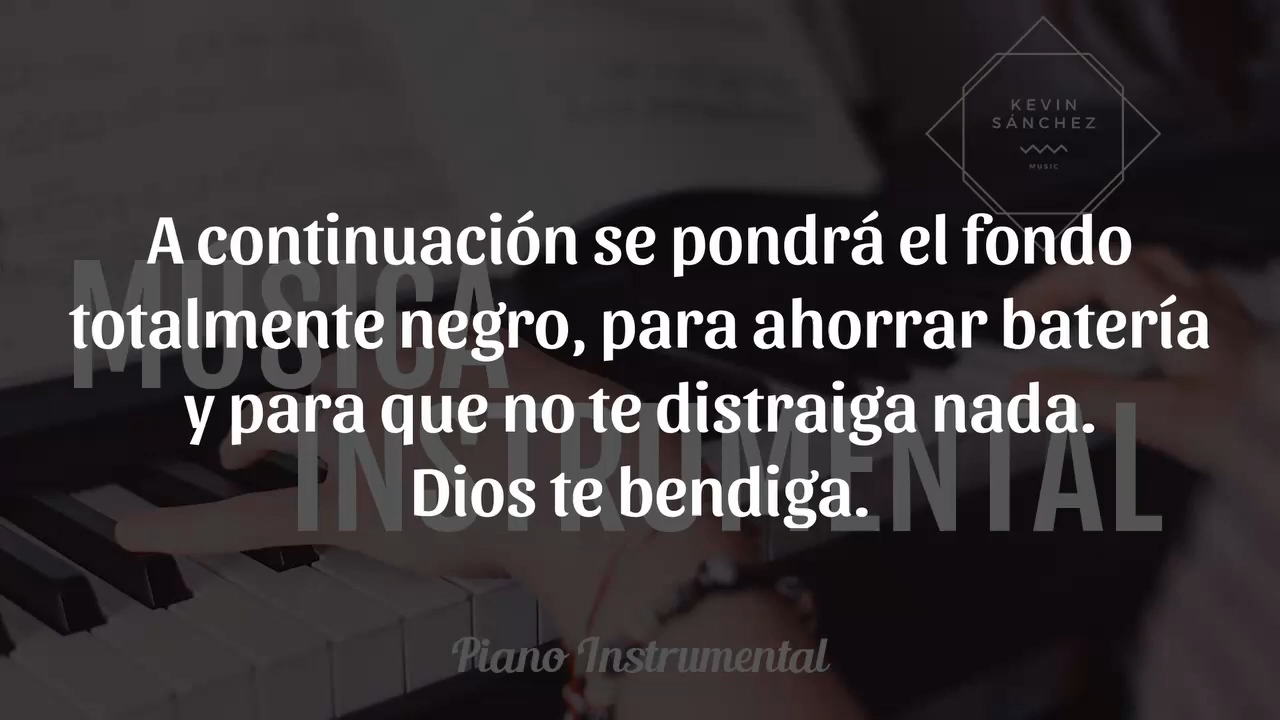 KEVIN
SÁNCHEZ
MUSIC
A continuación se pondrá el fondo
totalmente negro, para ahorrar batería
y para que no te distraiga nada.
Dios te bendiga.
MUSICA
INSTRUMENTAL
Piano Instrumental